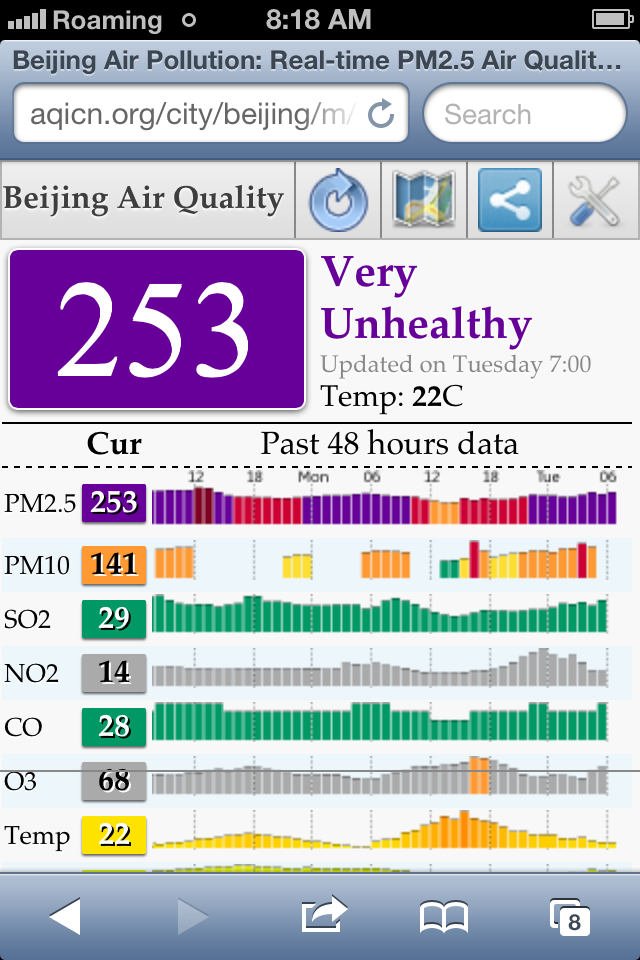 Roaming 8:18 AM
Beijing Air Pollution: Real-time PM2.5 Air Qualit...
aqicn.org/city/beijing/m/ Search
Beijing Air Quality
253
Very
Unhealthy
Updated on Tuesday 7:00
Temp: 22C
Cur Past 48 hours data
12 18 Mon 06 12 18 Tue 06
PM2.5 253
PM10 141
SO2 29
NO2 14
CO 28
O3 68
Temp 22
8